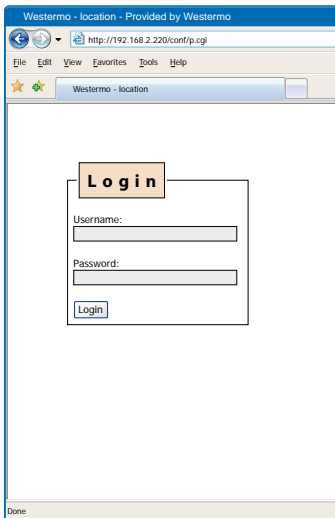 Westermo - location - Provided by Westermo
http://192.168.2.220/conf/p.cgi
File Edit View Favorites Tools Help
Westermo - location
Login
Username:
Password:
Login
Done